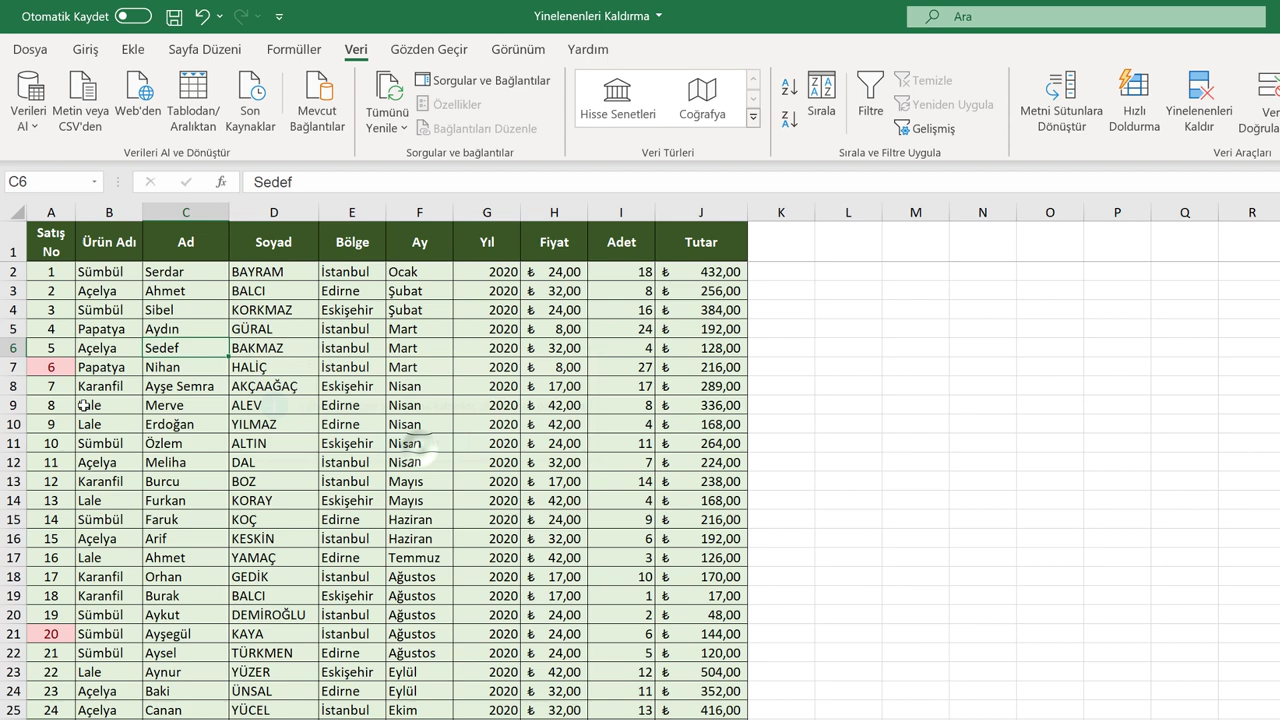 Otomatik Kaydet
Yinelenenleri Kaldırma
Ara
Dosya Giriş Ekle Sayfa Düzeni Formüller Veri Gözden Geçir Görünüm Yardım
Verileri Al
Metin veya CSV'den
Web'den
Tablodan/ Aralıktan
Son Kaynaklar
Mevcut Bağlantılar
Verileri Al ve Dönüştür
Tümünü Yenile
Sorgular ve Bağlantılar
Özellikler
Bağlantıları Düzenle
Sorgular ve bağlantılar
Hisse Senetleri
Coğrafya
Veri Türleri
Sırala
Filtre
Temizle
Yeniden Uygula
Gelişmiş
Sırala ve Filtre Uygula
Metni Sütunlara Dönüştür
Hızlı Doldurma
Yinelenenleri Kaldır
Veri Araçları
C6 fx Sedef
A B C D E F G H I J K L M N O P Q R
1 Satış No Ürün Adı Ad Soyad Bölge Ay Yıl Fiyat Adet Tutar
2 1 Sümbül Serdar BAYRAM İstanbul Ocak 2020 ₺ 24,00 18 ₺ 432,00
3 2 Açelya Ahmet BALCI Edirne Şubat 2020 ₺ 32,00 8 ₺ 256,00
4 3 Sümbül Sibel KORKMAZ Eskişehir Şubat 2020 ₺ 24,00 16 ₺ 384,00
5 4 Papatya Aydın GÜRAL İstanbul Mart 2020 ₺ 8,00 24 ₺ 192,00
6 5 Açelya Sedef BAKMAZ İstanbul Mart 2020 ₺ 32,00 4 ₺ 128,00
7 6 Papatya Nihan HALİÇ İstanbul Mart 2020 ₺ 8,00 27 ₺ 216,00
8 7 Karanfil Ayşe Semra AKÇAAĞAÇ Eskişehir Nisan 2020 ₺ 17,00 17 ₺ 289,00
9 8 Lale Merve ALEV Edirne Nisan 2020 ₺ 42,00 8 ₺ 336,00
10 9 Lale Erdoğan YILMAZ Edirne Nisan 2020 ₺ 42,00 4 ₺ 168,00
11 10 Sümbül Özlem ALTIN Eskişehir Nisan 2020 ₺ 24,00 11 ₺ 264,00
12 11 Açelya Meliha DAL İstanbul Nisan 2020 ₺ 32,00 7 ₺ 224,00
13 12 Karanfil Burcu BOZ İstanbul Mayıs 2020 ₺ 17,00 14 ₺ 238,00
14 13 Lale Furkan KORAY Eskişehir Mayıs 2020 ₺ 42,00 4 ₺ 168,00
15 14 Sümbül Faruk KOÇ Edirne Haziran 2020 ₺ 24,00 9 ₺ 216,00
16 15 Açelya Arif KESKİN İstanbul Haziran 2020 ₺ 32,00 6 ₺ 192,00
17 16 Lale Ahmet YAMAÇ Edirne Temmuz 2020 ₺ 42,00 3 ₺ 126,00
18 17 Karanfil Orhan GEDİK İstanbul Ağustos 2020 ₺ 17,00 10 ₺ 170,00
19 18 Karanfil Burak BALCI Eskişehir Ağustos 2020 ₺ 17,00 1 ₺ 17,00
20 19 Sümbül Aykut DEMİROĞLU İstanbul Ağustos 2020 ₺ 24,00 2 ₺ 48,00
21 20 Sümbül Ayşegül KAYA İstanbul Ağustos 2020 ₺ 24,00 6 ₺ 144,00
22 21 Sümbül Aysel TÜRKMEN Edirne Ağustos 2020 ₺ 24,00 5 ₺ 120,00
23 22 Lale Aynur YÜZER Eskişehir Eylül 2020 ₺ 42,00 12 ₺ 504,00
24 23 Açelya Baki ÜNSAL Edirne Eylül 2020 ₺ 32,00 11 ₺ 352,00
25 24 Açelya Canan YÜCEL İstanbul Ekim 2020 ₺ 32,00 13 ₺ 416,00